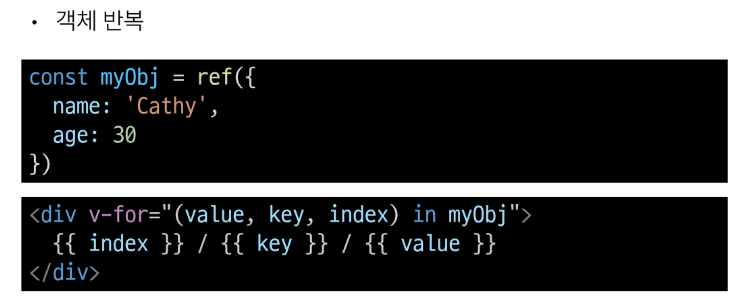 • 객체 반복
const myObj = ref({
  name: 'Cathy',
  age: 30
})
<div v-for="(value, key, index) in myObj">
  {{ index }} / {{ key }} / {{ value }}
</div>